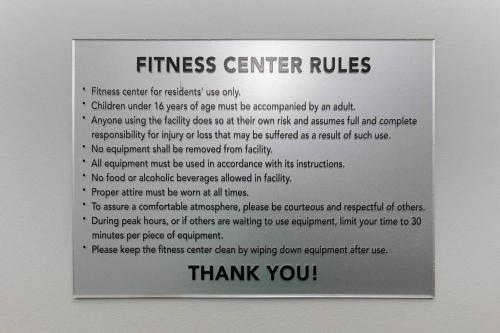 FITNESS CENTER RULES
• Fitness center for residents' use only.
• Children under 16 years of age must be accompanied by an adult.
• Anyone using the facility does so at their own risk and assumes full and complete
responsibility for injury or loss that may be suffered as a result of such use.
• No equipment shall be removed from facility.
• All equipment must be used in accordance with its instructions.
• No food or alcoholic beverages allowed in facility.
• Proper attire must be worn at all times.
• To assure a comfortable atmosphere, please be courteous and respectful of others.
• During peak hours, or if others are waiting to use equipment, limit your time to 30
minutes per piece of equipment.
• Please keep the fitness center clean by wiping down equipment after use.
THANK YOU!